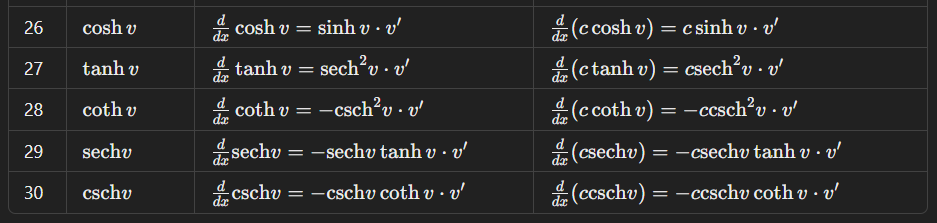 26 cosh v d/dx cosh v = sinh v · v′ d/dx (c cosh v) = c sinh v · v′
27 tanh v d/dx tanh v = sech²v · v′ d/dx (c tanh v) = csech²v · v′
28 coth v d/dx coth v = −csch²v · v′ d/dx (c coth v) = −ccsch²v · v′
29 sechv d/dx sechv = −sechv tanh v · v′ d/dx (csechv) = −csechv tanh v · v′
30 cschv d/dx cschv = −cschv coth v · v′ d/dx (ccschv) = −ccschv coth v · v′